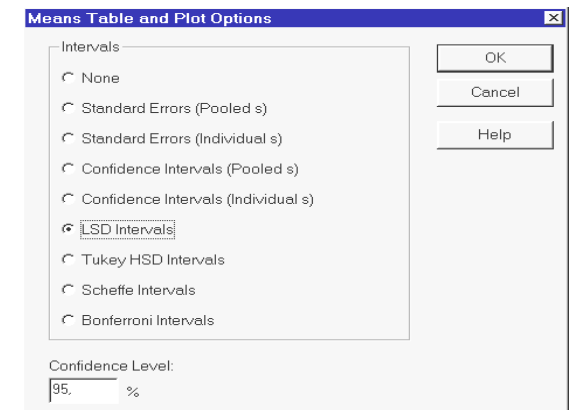 Means Table and Plot Options
Intervals
None
Standard Errors (Pooled s)
Standard Errors (Individual s)
Confidence Intervals (Pooled s)
Confidence Intervals (Individual s)
LSD Intervals
Tukey HSD Intervals
Scheffe Intervals
Bonferroni Intervals
Confidence Level:
95, %
OK
Cancel
Help